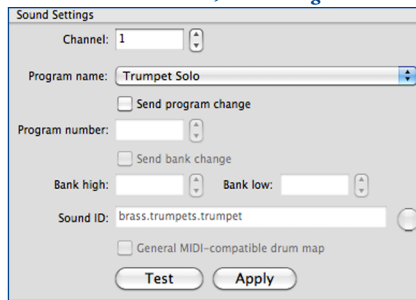 Sound Settings
Channel: 1
Program name: Trumpet Solo
Send program change
Program number:
Send bank change
Bank high: Bank low:
Sound ID: brass.trumpets.trumpet
General MIDI-compatible drum map
Test Apply